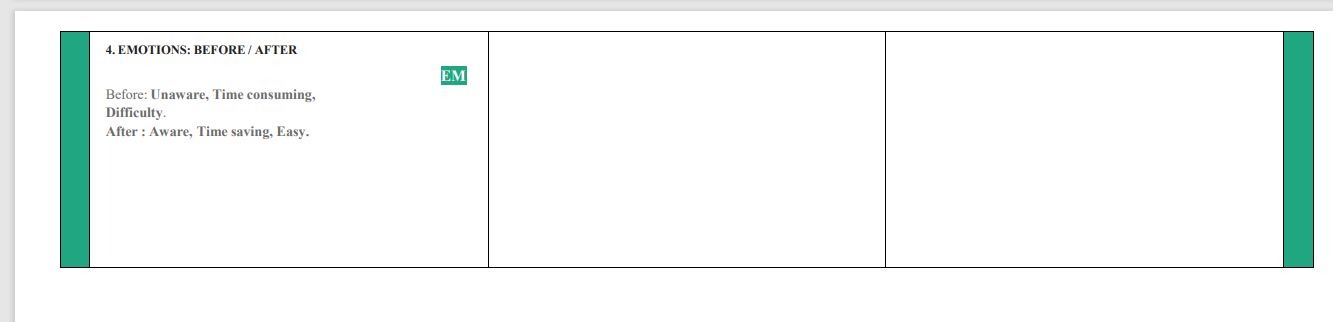 4. EMOTIONS: BEFORE / AFTER
EM
Before: Unaware, Time consuming,
Difficulty.
After : Aware, Time saving, Easy.